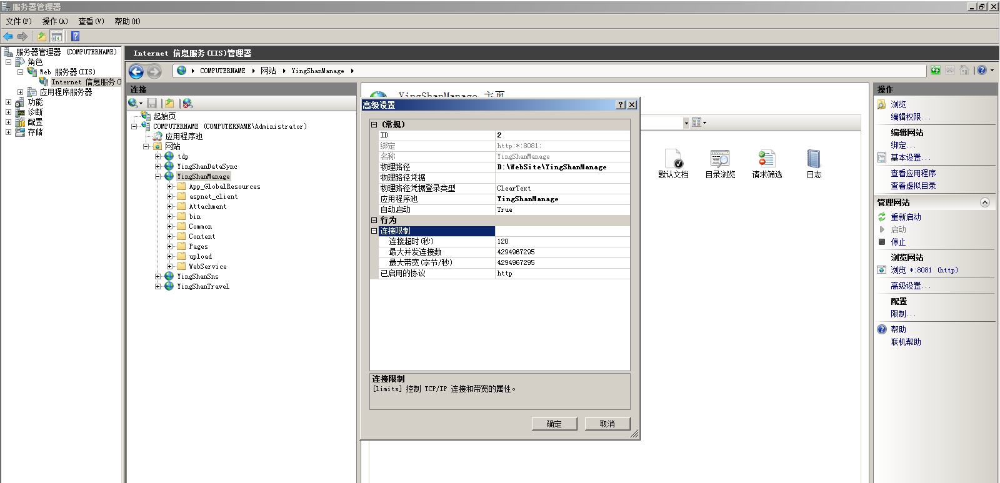 服务器管理器
文件(F) 操作(A) 查看(V) 帮助(H)
服务器管理器 (COMPUTERNAME)
角色
Web 服务器(IIS)
Internet 信息服务(I
应用程序服务器
功能
诊断
配置
存储
Internet 信息服务(IIS)管理器
COMPUTERNAME 网站 YingShanManage
连接
起始页
COMPUTERNAME (COMPUTERNAME\Administrator)
应用程序池
网站
tdp
YingShanDataSync
YingShanManage
App_GlobalResources
aspnet_client
Attachment
bin
Common
Content
Pages
upload
WebService
YingShanSns
YingShanTravel
YingShanManage 主页
默认文档 目录浏览 请求筛选 日志
高级设置
(常规)
ID 2
绑定 http:*:8081:
名称 YingShanManage
物理路径 D:\WebSite\YingShanManage
物理路径凭据
物理路径凭据登录类型 ClearText
应用程序池 YingShanManage
自动启动 True
行为
连接限制
连接超时(秒) 120
最大并发连接数 4294967295
最大带宽(字节/秒) 4294967295
已启用的协议 http
连接限制
[limits] 控制 TCP/IP 连接和带宽的属性。
确定 取消
操作
浏览
编辑权限...
编辑网站
绑定...
基本设置...
查看应用程序
查看虚拟目录
管理网站
重新启动
启动
停止
浏览网站
浏览 *:8081 (http)
高级设置...
配置
限制...
帮助
联机帮助